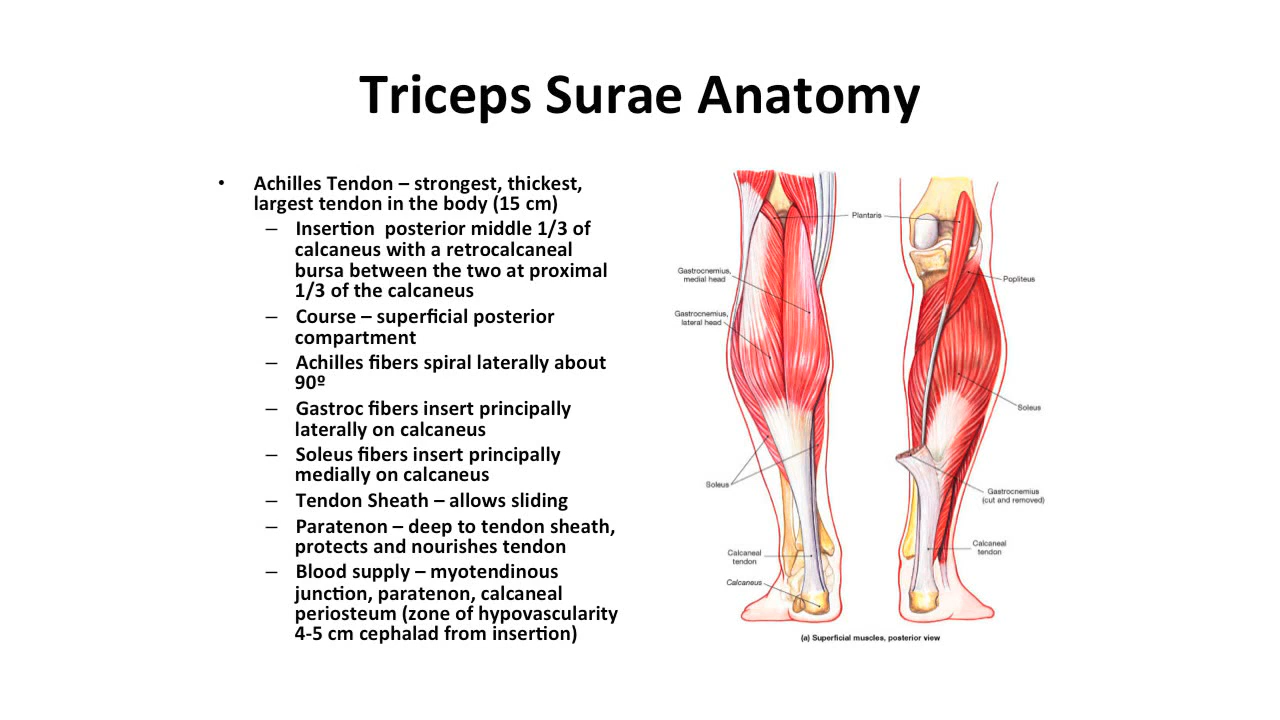 Triceps Surae Anatomy
• Achilles Tendon – strongest, thickest,
largest tendon in the body (15 cm)
– Insertion  posterior middle 1/3 of
calcaneus with a retrocalcaneal
bursa between the two at proximal
1/3 of the calcaneus
– Course – superficial posterior
compartment
– Achilles fibers spiral laterally about
90º
– Gastroc fibers insert principally
laterally on calcaneus
– Soleus fibers insert principally
medially on calcaneus
– Tendon Sheath – allows sliding
– Paratenon – deep to tendon sheath,
protects and nourishes tendon
– Blood supply – myotendinous
junction, paratenon, calcaneal
periosteum (zone of hypovascularity
4-5 cm cephalad from insertion)
Plantaris
Gastrocnemius,
medial head
Popliteus
Gastrocnemius,
lateral head
Soleus
Soleus
Gastrocnemius
(cut and removed)
Calcaneal
tendon
Calcaneal
tendon
Calcaneus
(a) Superficial muscles, posterior view